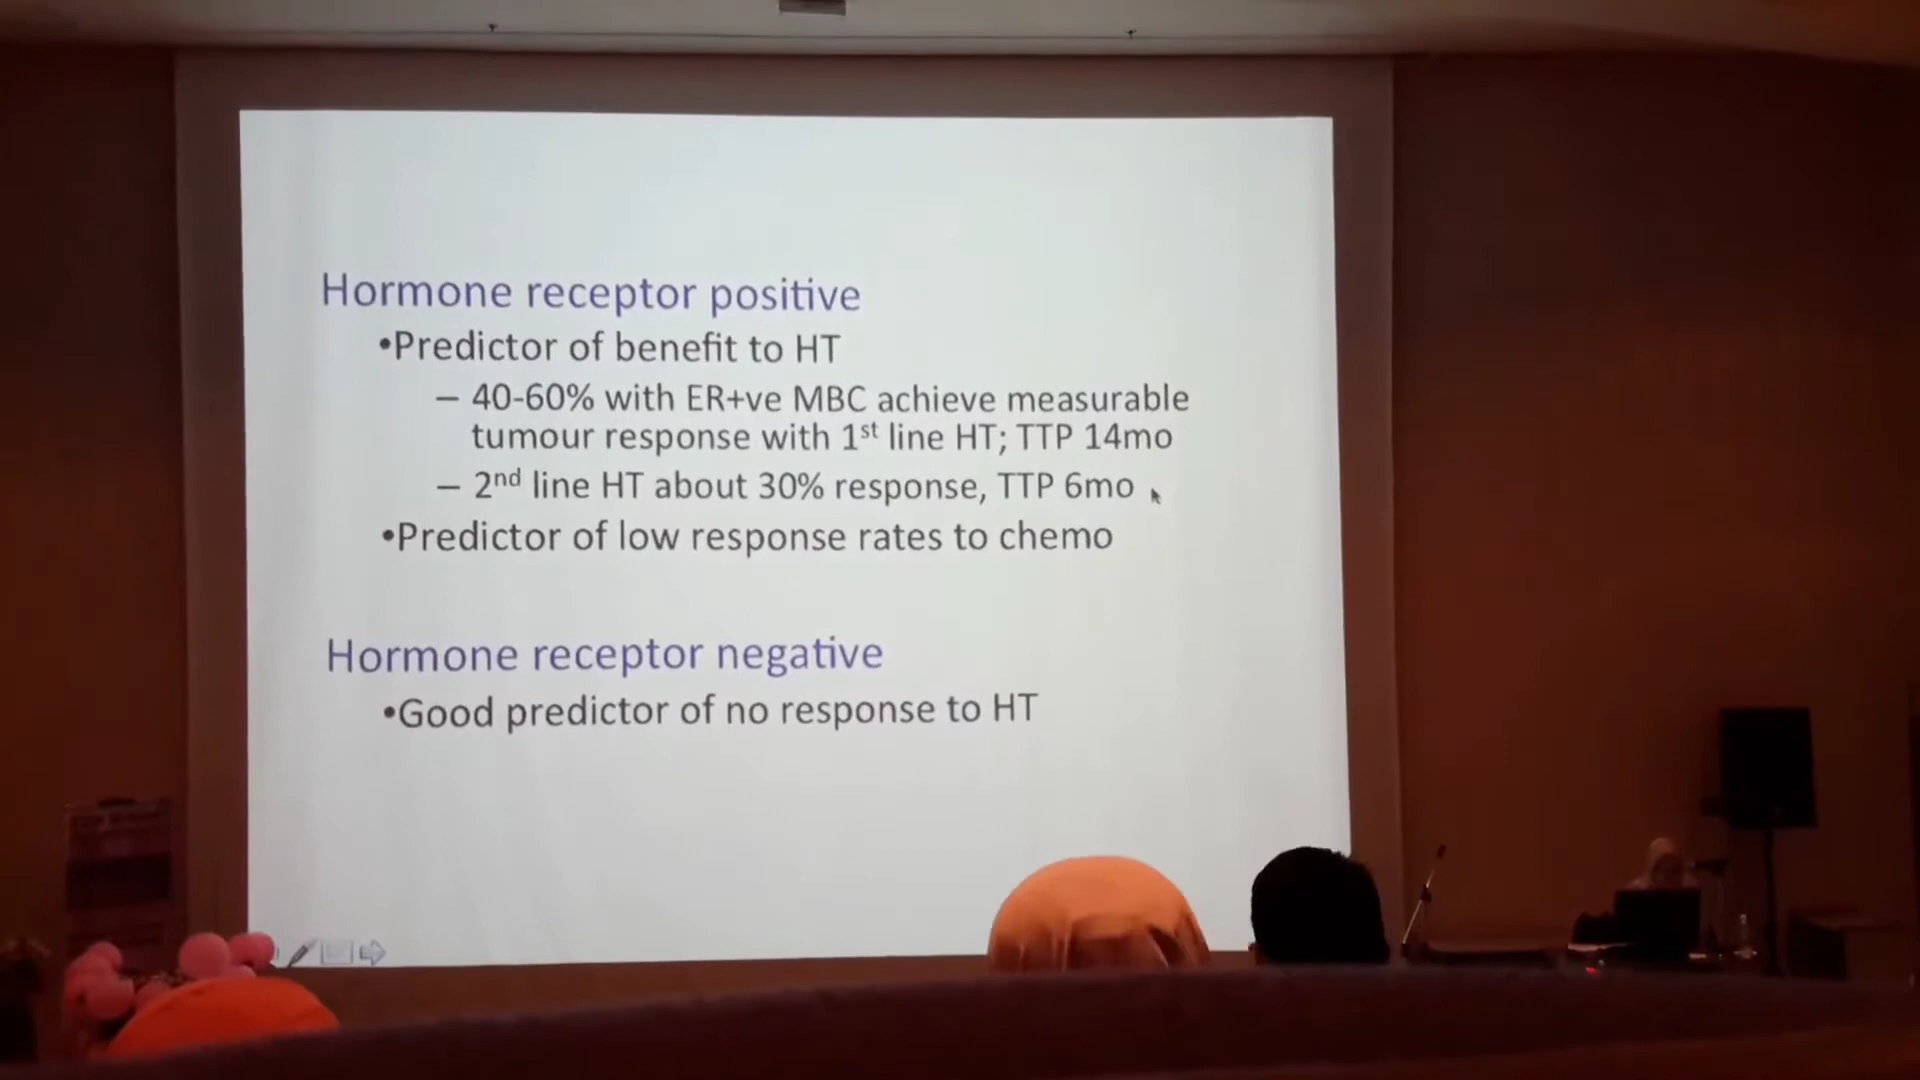 Hormone receptor positive
•Predictor of benefit to HT
– 40-60% with ER+ve MBC achieve measurable
tumour response with 1st line HT; TTP 14mo
– 2nd line HT about 30% response, TTP 6mo
•Predictor of low response rates to chemo
Hormone receptor negative
•Good predictor of no response to HT